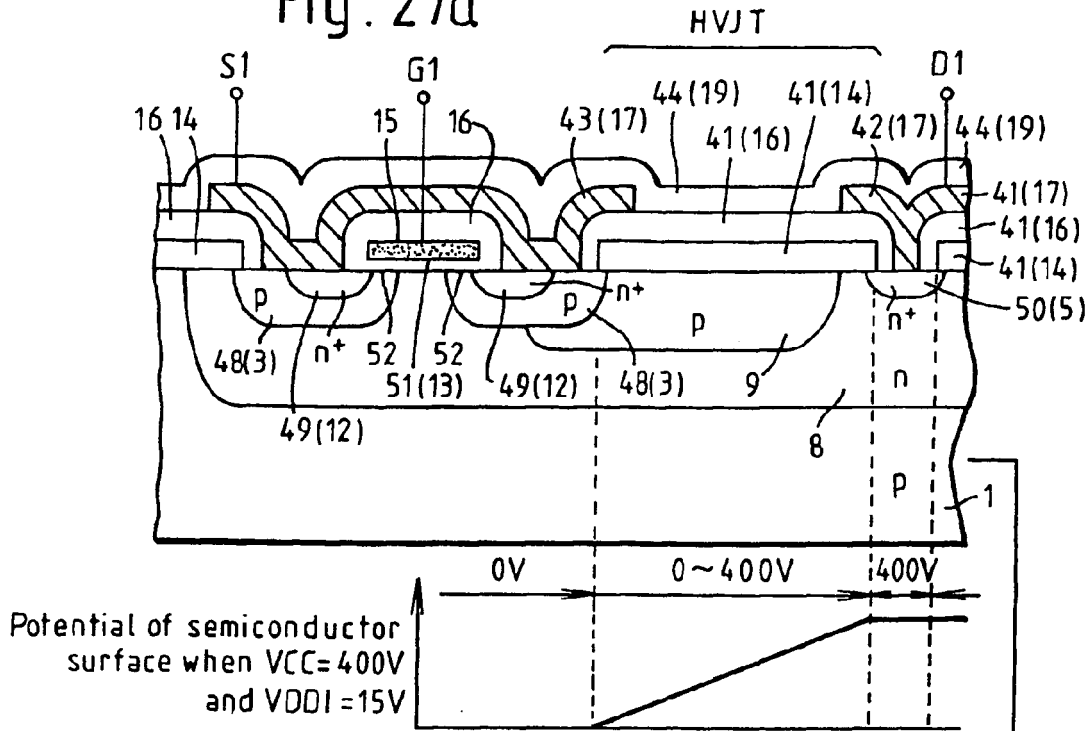 Fig. 27a
HVJT
S1
G1
D1
16 14
15
16
43(17)
44(19)
41(14)
41(16)
42(17)
44(19)
41(17)
41(16)
41(14)
50(5)
p
n+
n+
p
p
n+
48(3)
52
52
49(12)
48(3)
9
n
51(13)
49(12)
8
p
1
0V
0~400V
400V
Potential of semiconductor
surface when VCC=400V
and VDD1=15V